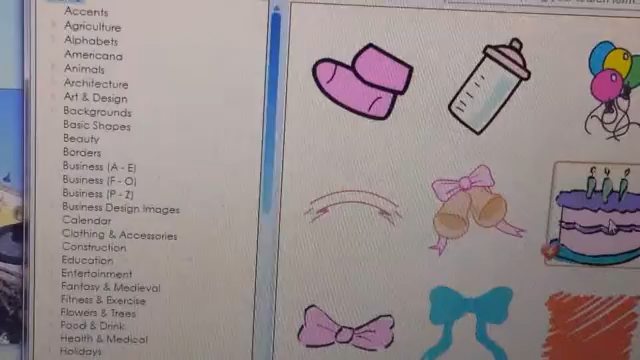 Accents
Agriculture
Alphabets
Americana
Animals
Architecture
Art & Design
Backgrounds
Basic Shapes
Beauty
Borders
Business (A - E)
Business (F - O)
Business (P - Z)
Business Design Images
Calendar
Clothing & Accessories
Construction
Education
Entertainment
Fantasy & Medieval
Fitness & Exercise
Flowers & Trees
Food & Drink
Health & Medical
Holidays